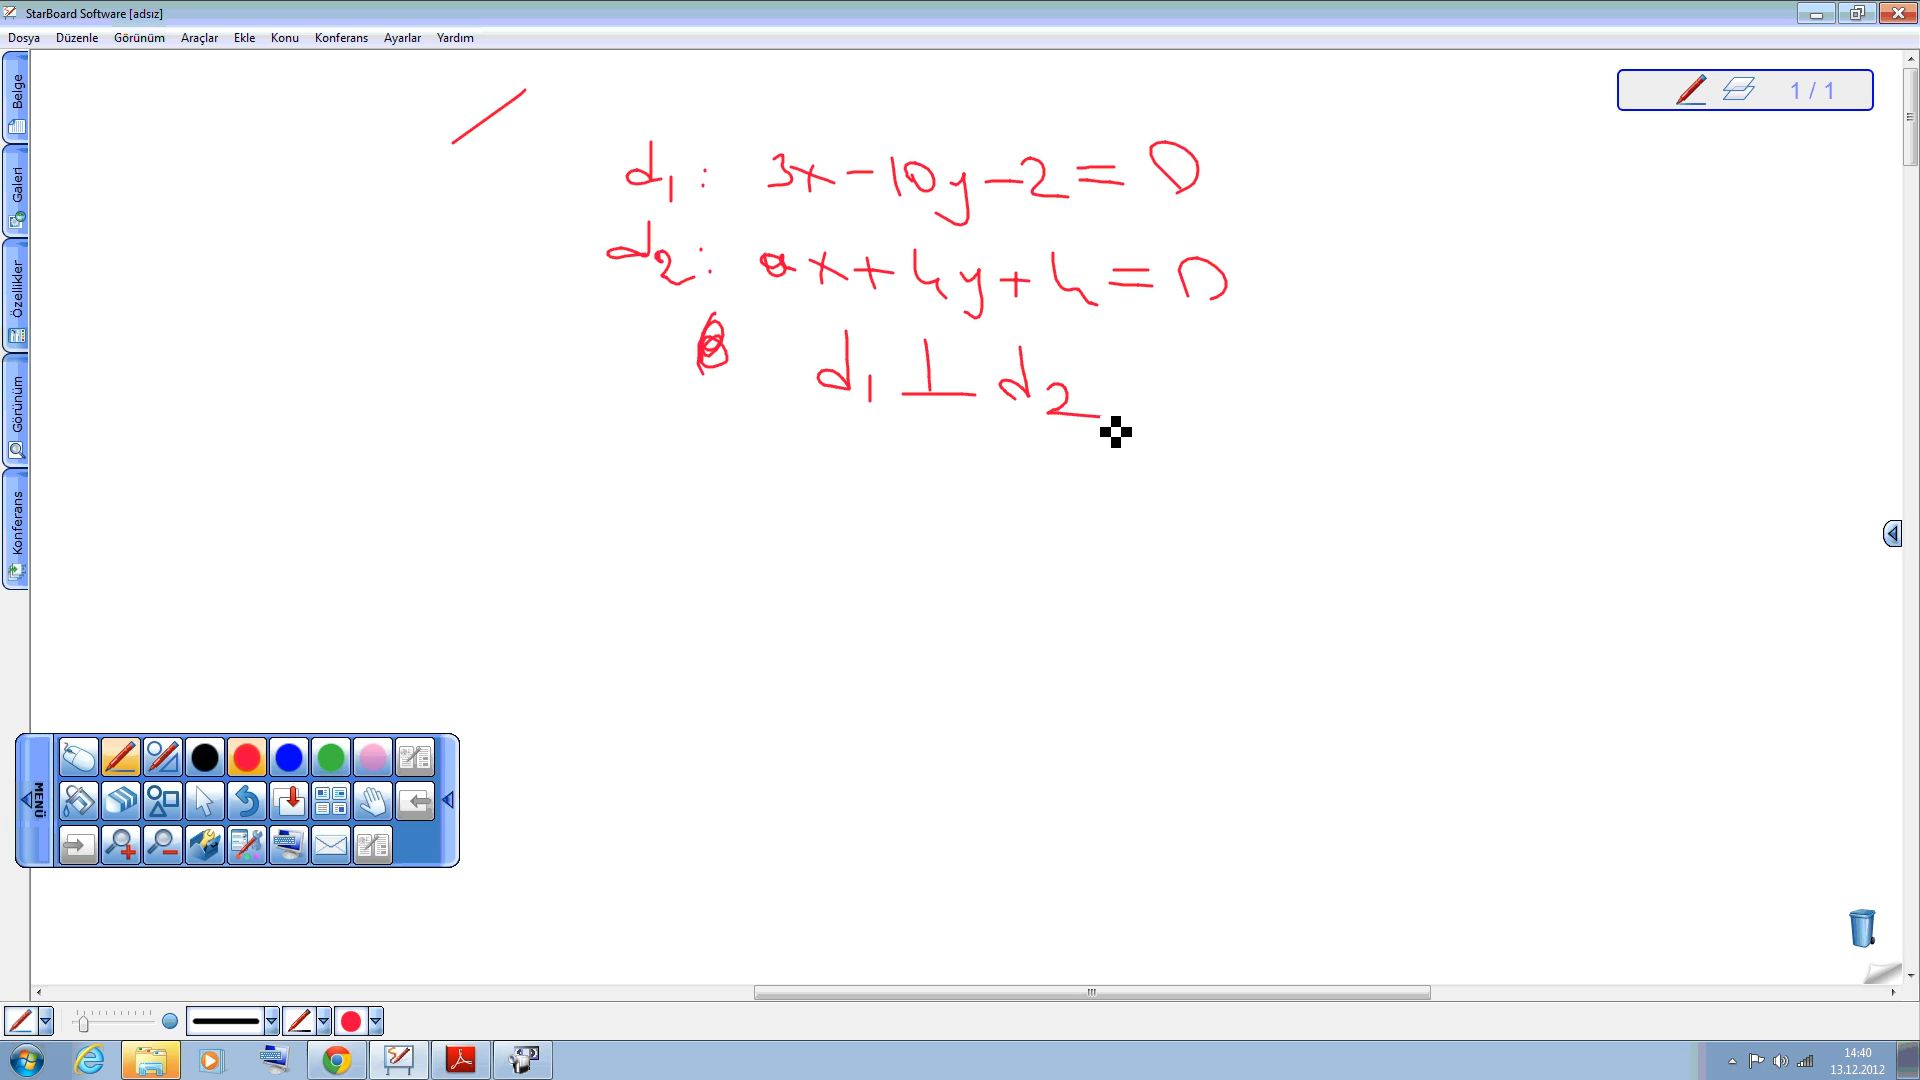 StarBoard Software [adsız]
Dosya Düzenle Görünüm Araçlar Ekle Konu Konferans Ayarlar Yardım
Belge
Galeri
Özellikler
Görünüm
Konferans
1 / 1
d₁: 3x - 10y - 2 = 0
d₂: ax + 4y + 4 = 0
d₁ ⊥ d₂
MENÜ
14:40
13.12.2012